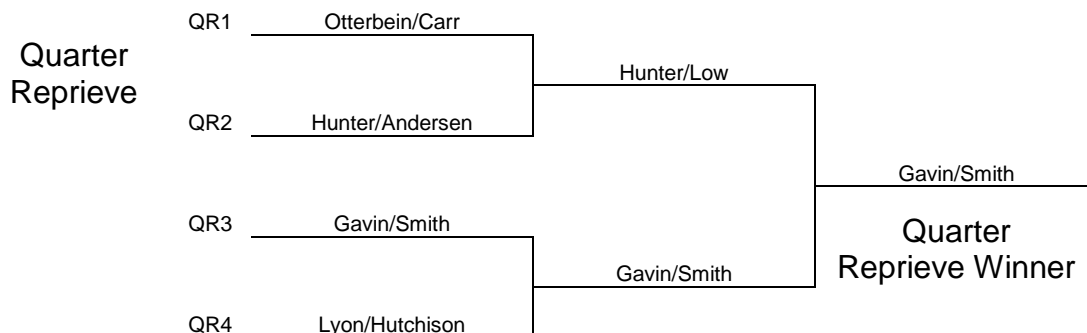 QR1 Otterbein/Carr
Quarter
Reprieve
Hunter/Low
QR2 Hunter/Andersen
Gavin/Smith
QR3 Gavin/Smith
Quarter
Reprieve Winner
Gavin/Smith
QR4 Lyon/Hutchison